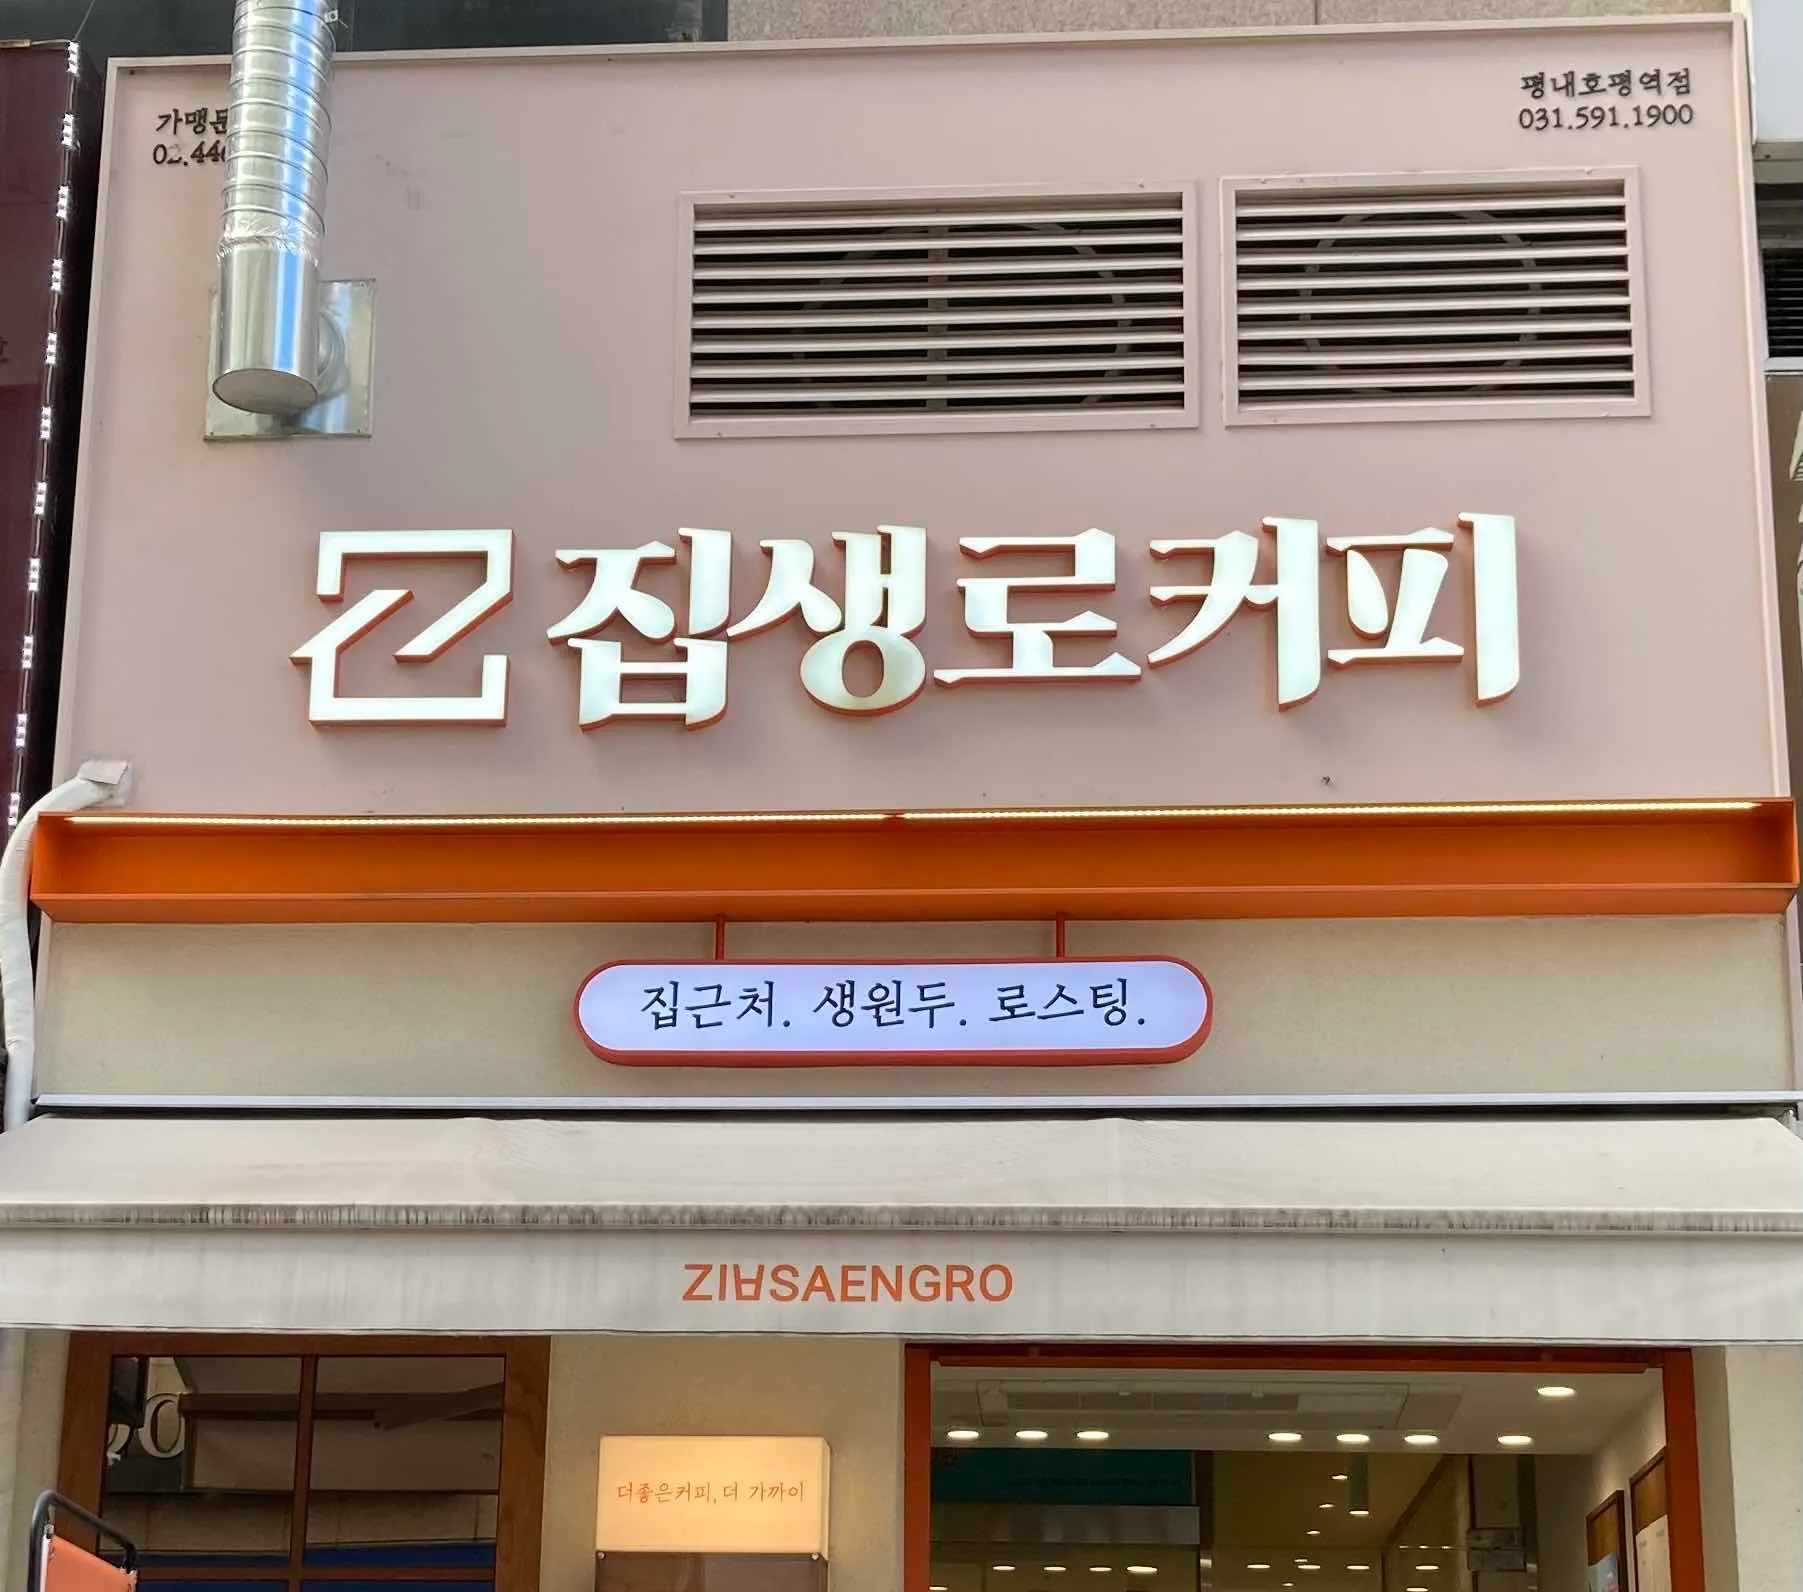 평내호평역점
031.591.1900
집생로커피
집근처. 생원두. 로스팅.
ZIㅂSAENGRO
더좋은커피, 더 가까이